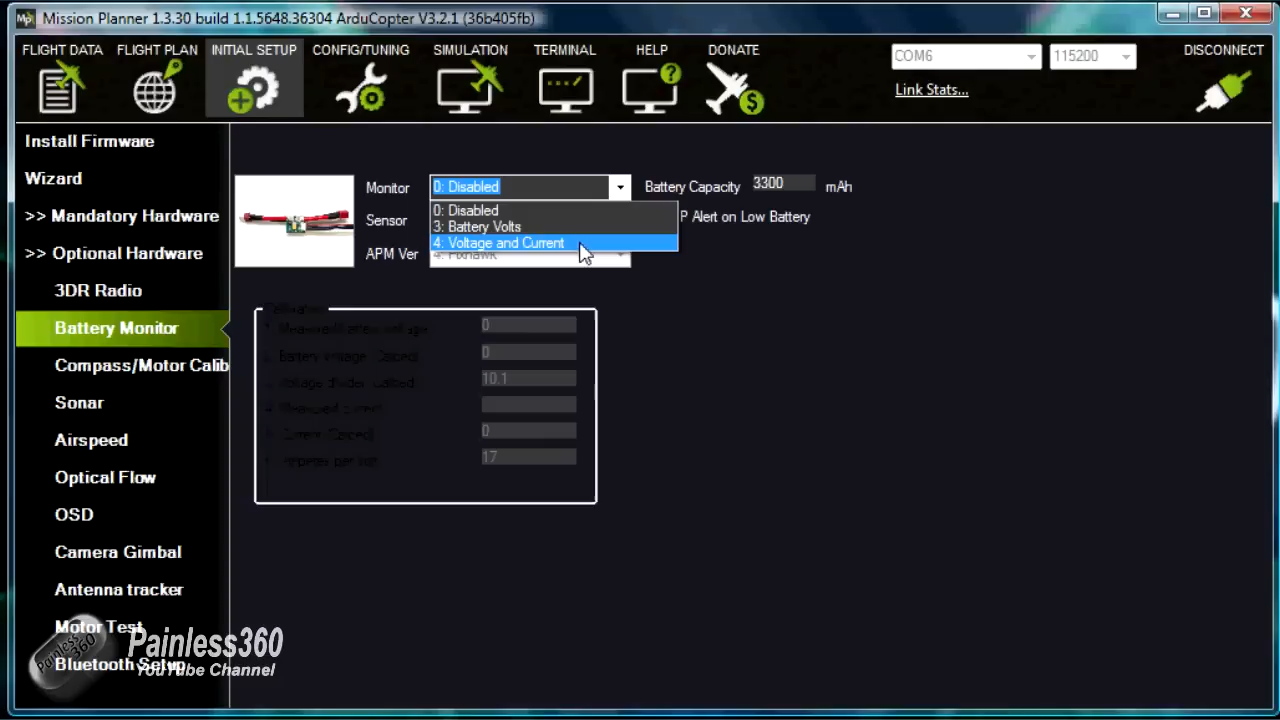 Mission Planner 1.3.30 build 1.1.5648.36304 ArduCopter V3.2.1 (36b405fb)
FLIGHT DATA FLIGHT PLAN INITIAL SETUP CONFIG/TUNING SIMULATION TERMINAL HELP DONATE COM6 115200 DISCONNECT
Link Stats...
Install Firmware
Wizard
>> Mandatory Hardware
>> Optional Hardware
3DR Radio
Battery Monitor
Compass/Motor Calib
Sonar
Airspeed
Optical Flow
OSD
Camera Gimbal
Antenna tracker
Motor Test
Bluetooth Setup
Monitor 0: Disabled Battery Capacity 3300 mAh
0: Disabled
Sensor P Alert on Low Battery
3: Battery Volts
4: Voltage and Current
APM Ver 4: Pixhawk
0
0
10.1
0
17
Painless360
Painless360
YouTube Channel